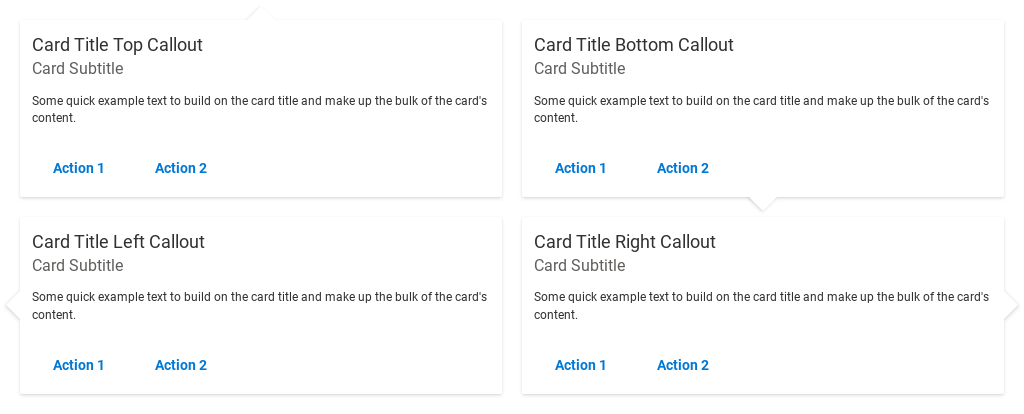 Card Title Top Callout
Card Subtitle
Some quick example text to build on the card title and make up the bulk of the card's
content.
Action 1 Action 2
Card Title Bottom Callout
Card Subtitle
Some quick example text to build on the card title and make up the bulk of the card's
content.
Action 1 Action 2
Card Title Left Callout
Card Subtitle
Some quick example text to build on the card title and make up the bulk of the card's
content.
Action 1 Action 2
Card Title Right Callout
Card Subtitle
Some quick example text to build on the card title and make up the bulk of the card's
content.
Action 1 Action 2